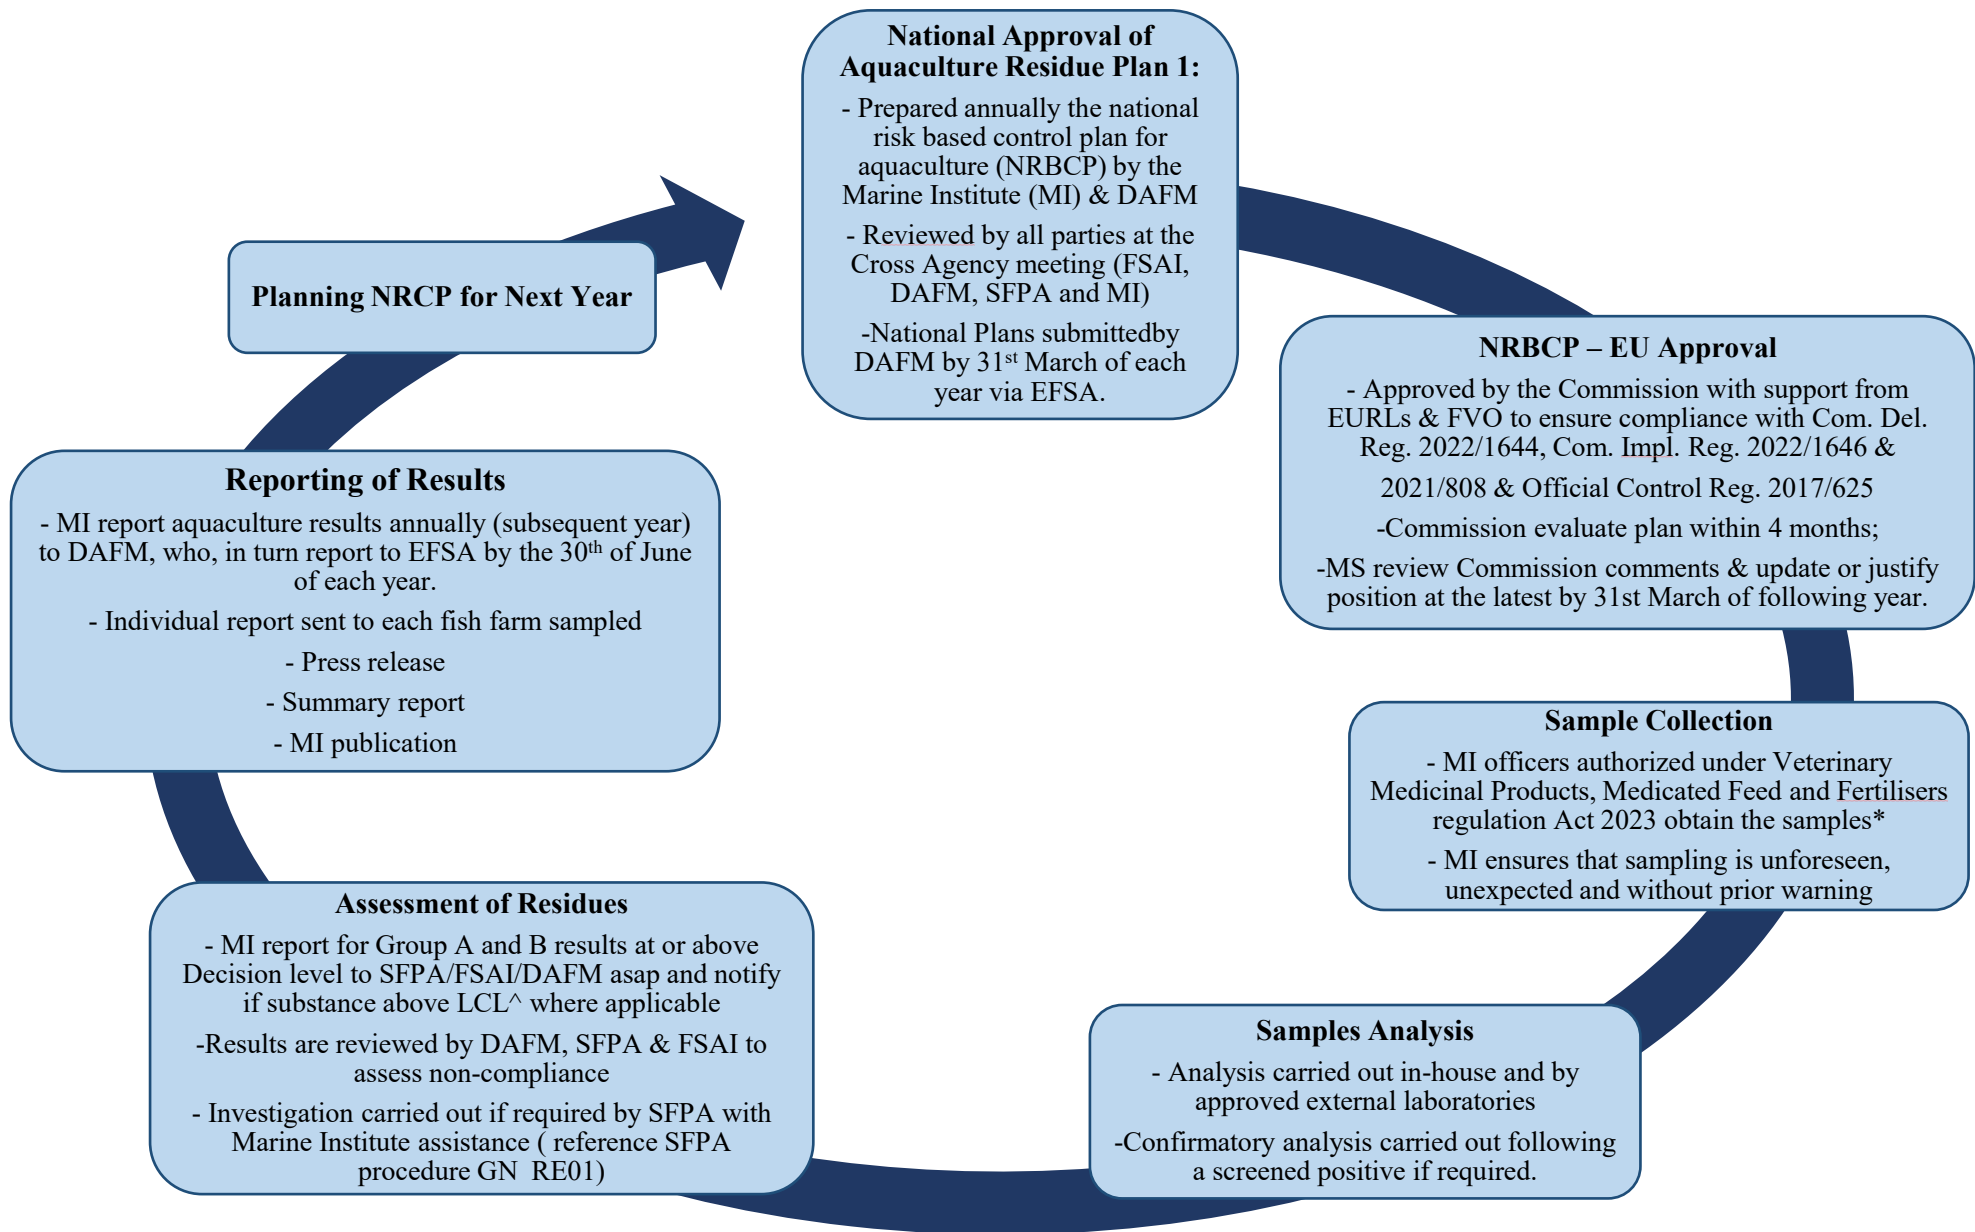 National Approval of
Aquaculture Residue Plan 1:
- Prepared annually the national
risk based control plan for
aquaculture (NRBCP) by the
Marine Institute (MI) & DAFM
- Reviewed by all parties at the
Cross Agency meeting (FSAI,
DAFM, SFPA and MI)
-National Plans submittedby
DAFM by 31st March of each
year via EFSA.
NRBCP – EU Approval
- Approved by the Commission with support from
EURLs & FVO to ensure compliance with Com. Del.
Reg. 2022/1644, Com. Impl. Reg. 2022/1646 &
2021/808 & Official Control Reg. 2017/625
-Commission evaluate plan within 4 months;
-MS review Commission comments & update or justify
position at the latest by 31st March of following year.
Sample Collection
- MI officers authorized under Veterinary
Medicinal Products, Medicated Feed and Fertilisers
regulation Act 2023 obtain the samples*
- MI ensures that sampling is unforeseen,
unexpected and without prior warning
Samples Analysis
- Analysis carried out in-house and by
approved external laboratories
-Confirmatory analysis carried out following
a screened positive if required.
Assessment of Residues
- MI report for Group A and B results at or above
Decision level to SFPA/FSAI/DAFM asap and notify
if substance above LCL^ where applicable
-Results are reviewed by DAFM, SFPA & FSAI to
assess non-compliance
- Investigation carried out if required by SFPA with
Marine Institute assistance ( reference SFPA
procedure GN  RE01)
Reporting of Results
- MI report aquaculture results annually (subsequent year)
to DAFM, who, in turn report to EFSA by the 30th of June
of each year.
- Individual report sent to each fish farm sampled
- Press release
- Summary report
- MI publication
Planning NRCP for Next Year